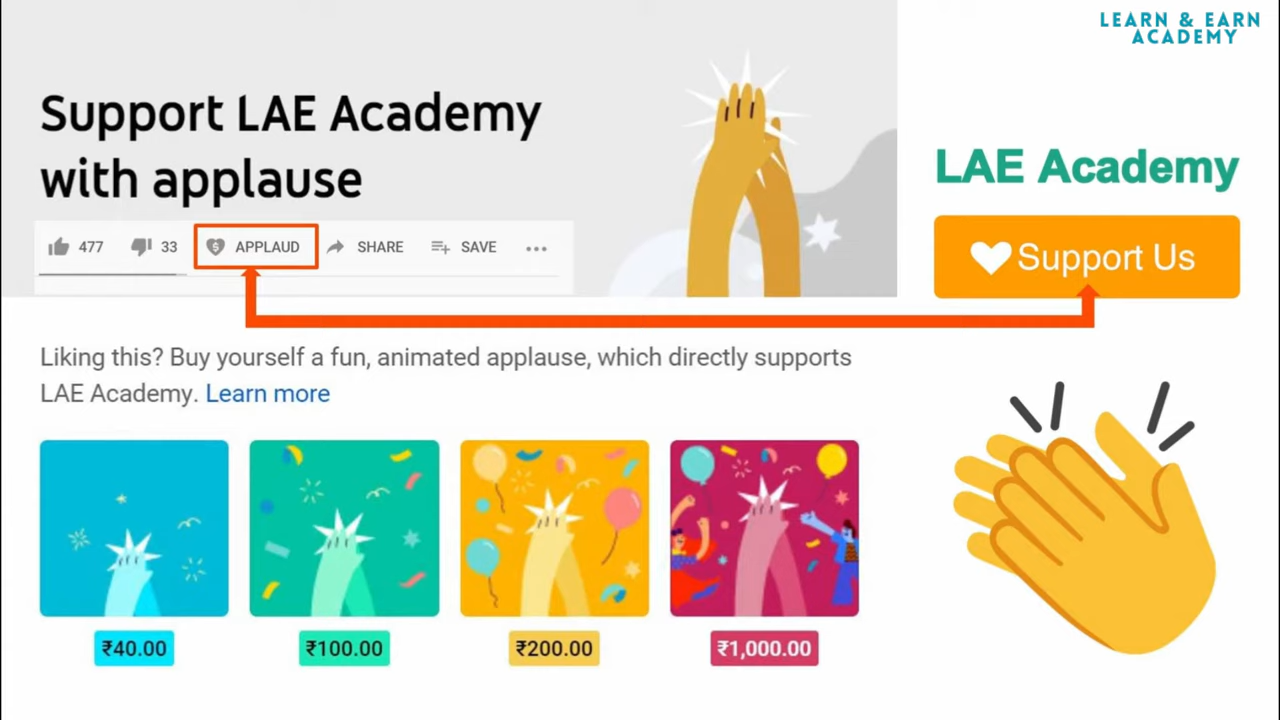 LEARN & EARN
ACADEMY
Support LAE Academy
with applause
LAE Academy
477 33 $ APPLAUD SHARE SAVE
Support Us
Liking this? Buy yourself a fun, animated applause, which directly supports
LAE Academy. Learn more
₹40.00 ₹100.00 ₹200.00 ₹1,000.00